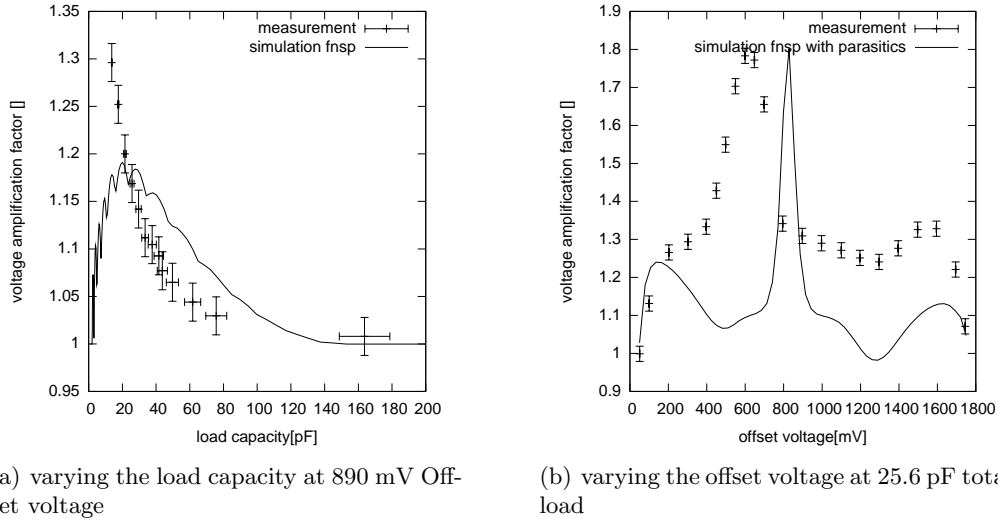 measurement
simulation fnsp
1.35
1.3
1.25
1.2
1.15
1.1
1.05
1
0.95
voltage amplification factor []
0 20 40 60 80 100 120 140 160 180 200
load capacity[pF]
a) varying the load capacity at 890 mV Off-
et voltage
measurement
simulation fnsp with parasitics
1.9
1.8
1.7
1.6
1.5
1.4
1.3
1.2
1.1
1
0.9
voltage amplification factor []
0 200 400 600 800 1000 1200 1400 1600 1800
offset voltage[mV]
(b) varying the offset voltage at 25.6 pF tota
load